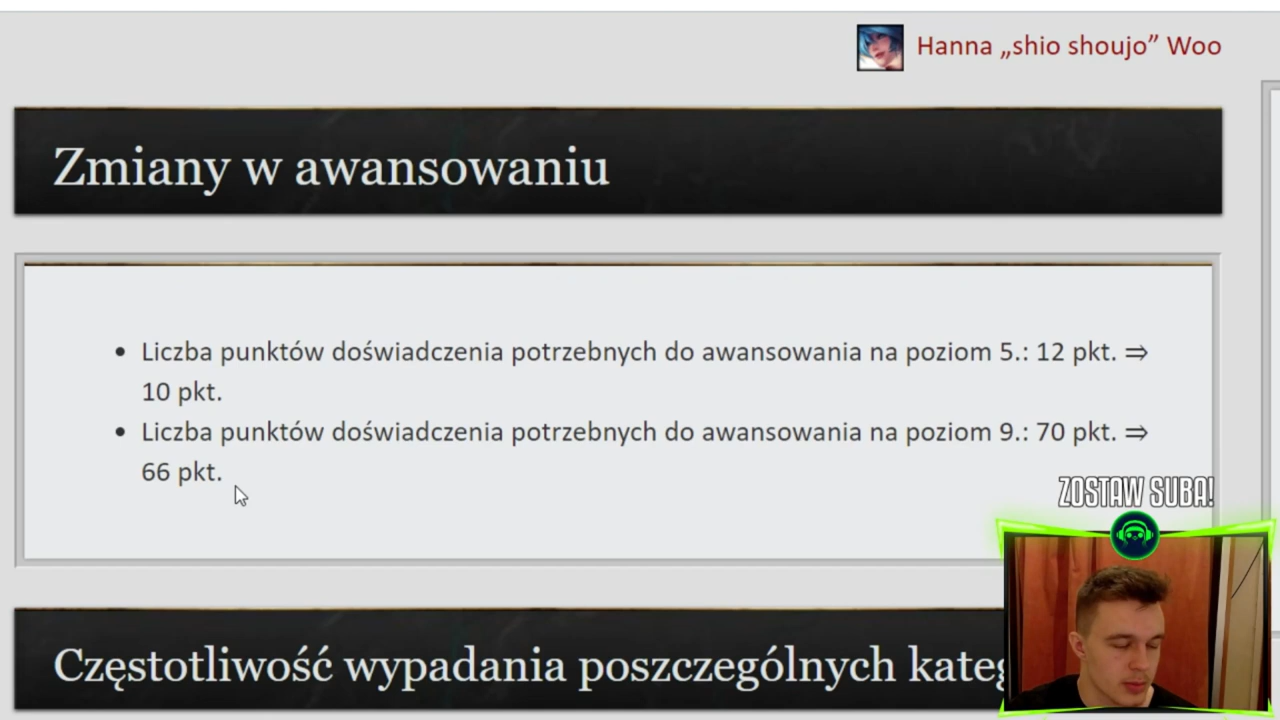 Hanna „shio shoujo” Woo
Zmiany w awansowaniu
• Liczba punktów doświadczenia potrzebnych do awansowania na poziom 5.: 12 pkt. ⇒
10 pkt.
• Liczba punktów doświadczenia potrzebnych do awansowania na poziom 9.: 70 pkt. ⇒
66 pkt.
ZOSTAW SUBA!
Częstotliwość wypadania poszczególnych kateg